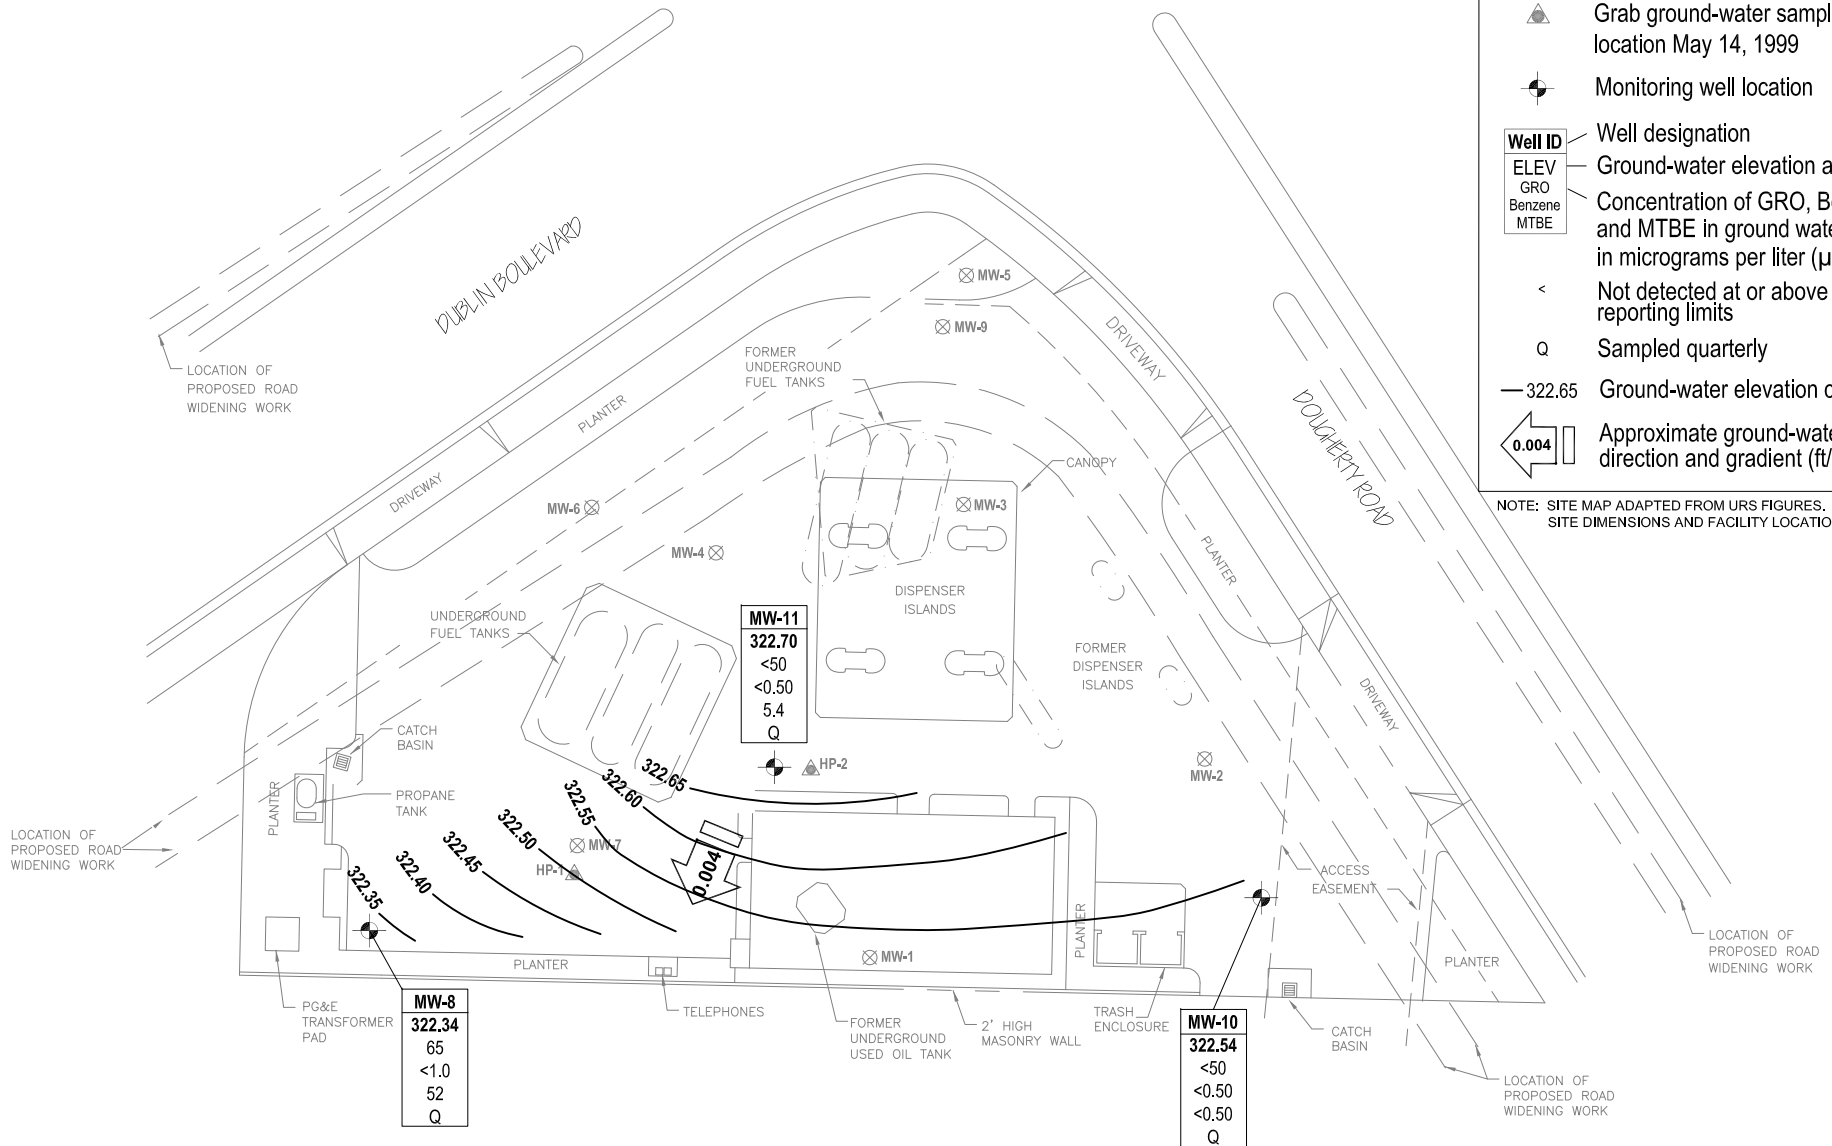 Grab ground-water sampl
location May 14, 1999
Monitoring well location
Well ID
ELEV
GRO
Benzene
MTBE
Well designation
Ground-water elevation a
Concentration of GRO, B
and MTBE in ground wat
in micrograms per liter (µ
<
Not detected at or above
reporting limits
Q
Sampled quarterly
322.65
Ground-water elevation
0.004
Approximate ground-wat
direction and gradient (ft/
NOTE: SITE MAP ADAPTED FROM URS FIGURES.
SITE DIMENSIONS AND FACILITY LOCATIO
DUBLIN BOULEVARD
LOCATION OF
PROPOSED ROAD
WIDENING WORK
MW-5
MW-9
DRIVEWAY
FORMER
UNDERGROUND
FUEL TANKS
PLANTER
DOUGHERTY ROAD
CANOPY
DRIVEWAY
MW-6
MW-3
MW-4
PLANTER
DISPENSER
ISLANDS
UNDERGROUND
FUEL TANKS
MW-11
322.70
<50
<0.50
5.4
Q
FORMER
DISPENSER
ISLANDS
DRIVEWAY
CATCH
BASIN
HP-2
MW-2
322.65
322.60
322.55
322.50
322.45
322.40
322.35
PROPANE
TANK
PLANTER
LOCATION OF
PROPOSED ROAD
WIDENING WORK
MW-7
HP-1
0.004
ACCESS
EASEMENT
PLANTER
LOCATION OF
PROPOSED ROAD
WIDENING WORK
MW-1
PLANTER
PLANTER
MW-8
322.34
65
<1.0
52
Q
PG&E
TRANSFORMER
PAD
TELEPHONES
FORMER
UNDERGROUND
USED OIL TANK
2' HIGH
MASONRY WALL
TRASH
ENCLOSURE
MW-10
322.54
<50
<0.50
<0.50
Q
CATCH
BASIN
LOCATION OF
PROPOSED ROAD
WIDENING WORK